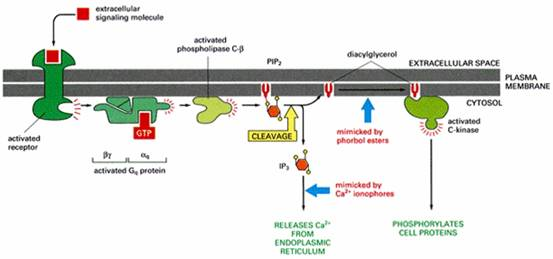 extracellular
signaling molecule
activated
phospholipase C-β
PIP₂
diacylglycerol
EXTRACELLULAR SPACE
PLASMA
MEMBRANE
CYTOSOL
activated
receptor
GTP
βγ
αq
activated Gq protein
CLEAVAGE
mimicked by
phorbol esters
activated
C-kinase
IP₃
mimicked by
Ca²⁺ ionophores
RELEASES Ca²⁺
FROM
ENDOPLASMIC
RETICULUM
PHOSPHORYLATES
CELL PROTEINS